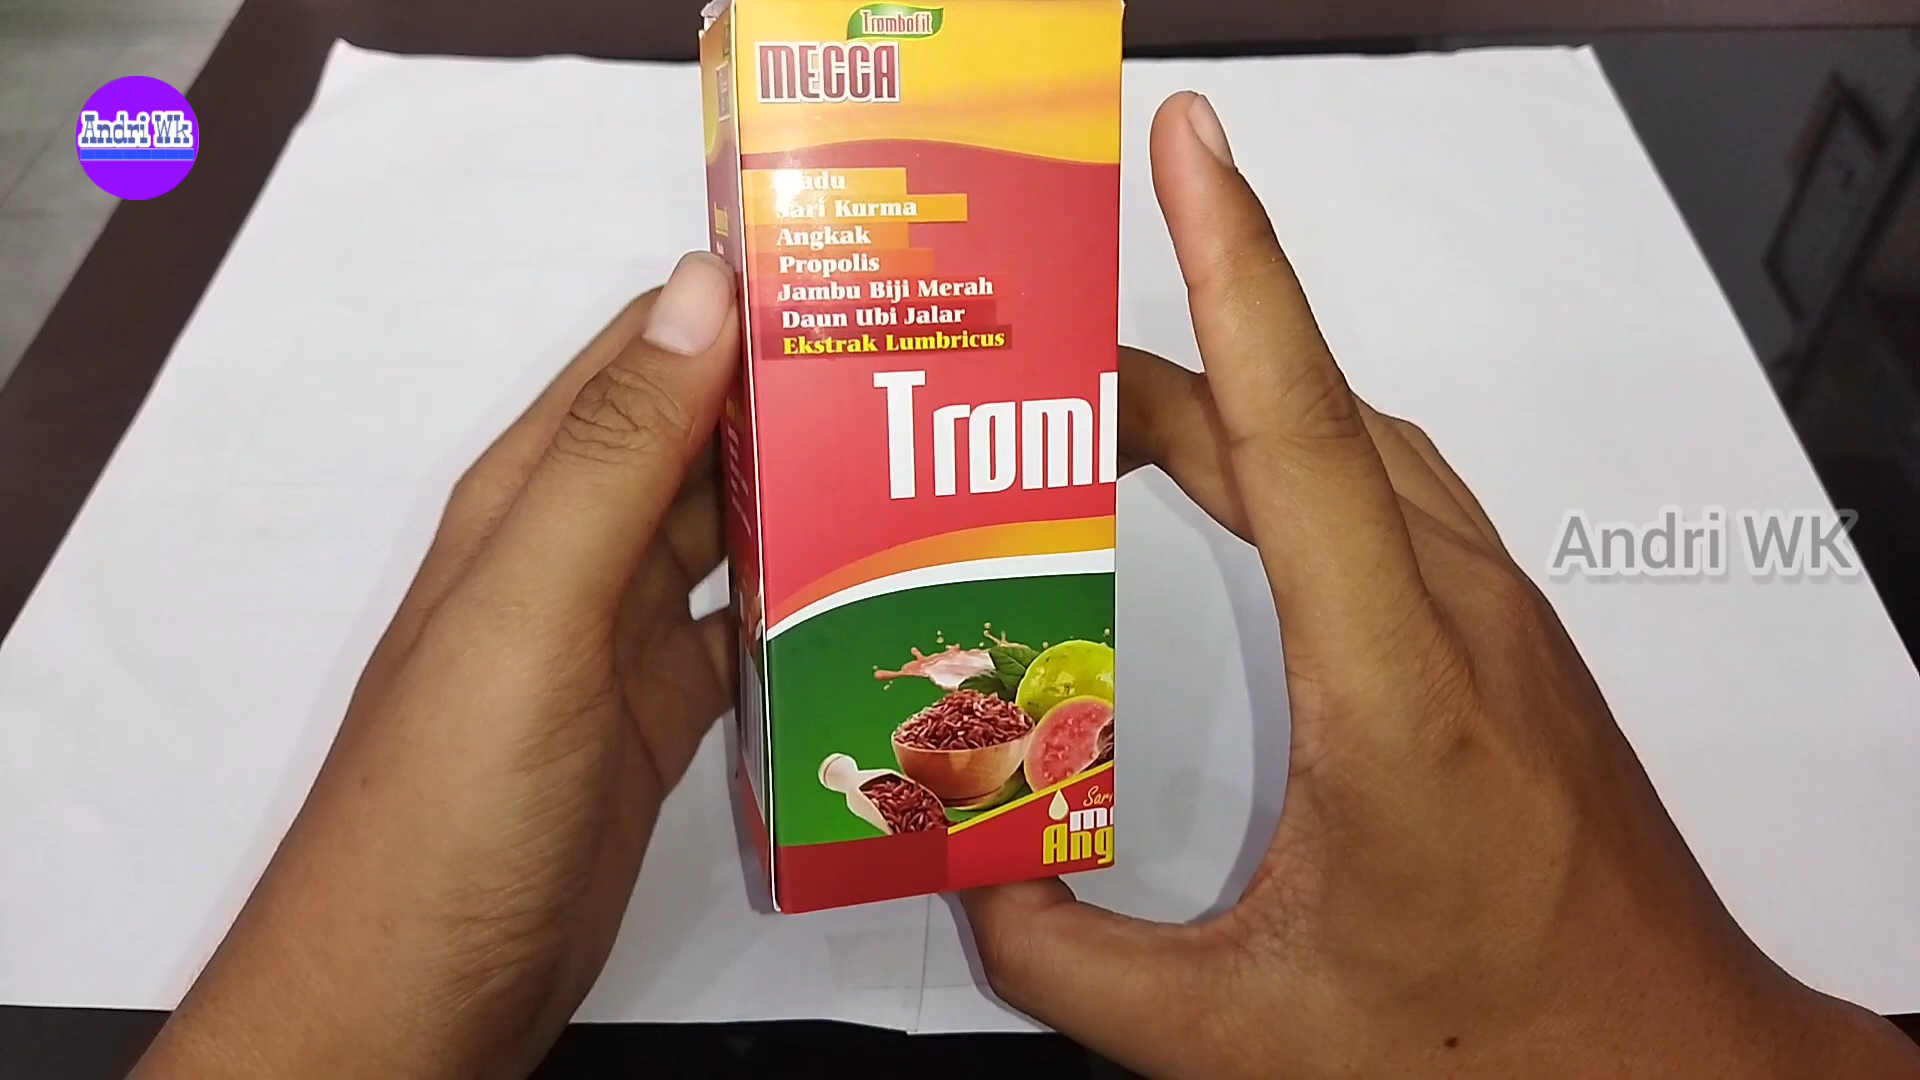 Trombofit
MECCA
Andri Wk
Sari Kurma
Angkak
Propolis
Jambu Biji Merah
Daun Ubi Jalar
Ekstrak Lumbricus
Andri WK